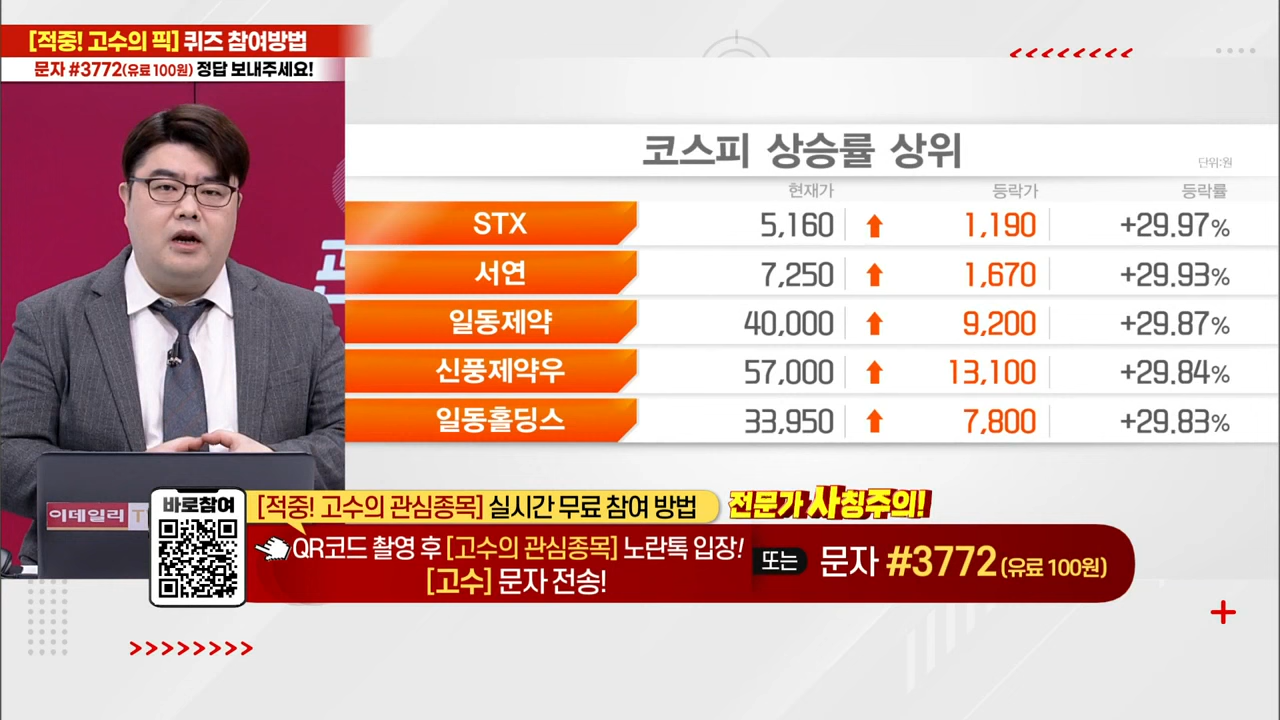 [적중! 고수의 픽] 퀴즈 참여방법
문자 #3772(유료 100원) 정답 보내주세요!
코스피 상승률 상위
단위:원
현재가 등락가 등락률
STX 5,160 1,190 +29.97%
서연 7,250 1,670 +29.93%
일동제약 40,000 9,200 +29.87%
신풍제약우 57,000 13,100 +29.84%
일동홀딩스 33,950 7,800 +29.83%
이데일리 T
바로참여
[적중! 고수의 관심종목] 실시간 무료 참여 방법
전문가 사칭주의!
QR코드 촬영 후 [고수의 관심종목] 노란톡 입장!
[고수] 문자 전송!
또는
문자 #3772(유료 100원)